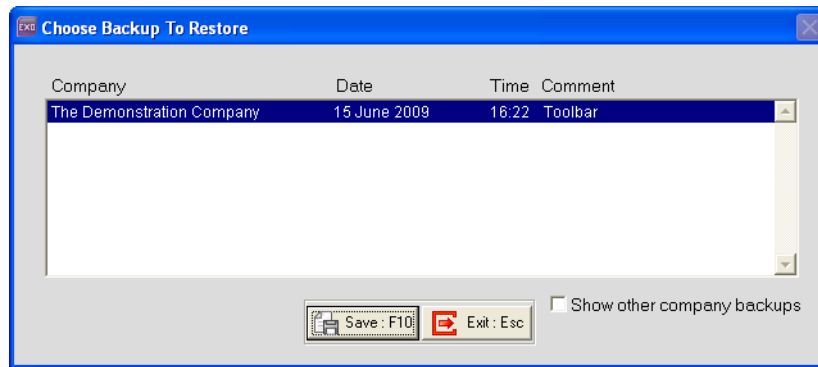 EXO Choose Backup To Restore
Company Date Time Comment
The Demonstration Company 15 June 2009 16:22 Toolbar
Save : F10 Exit : Esc Show other company backups